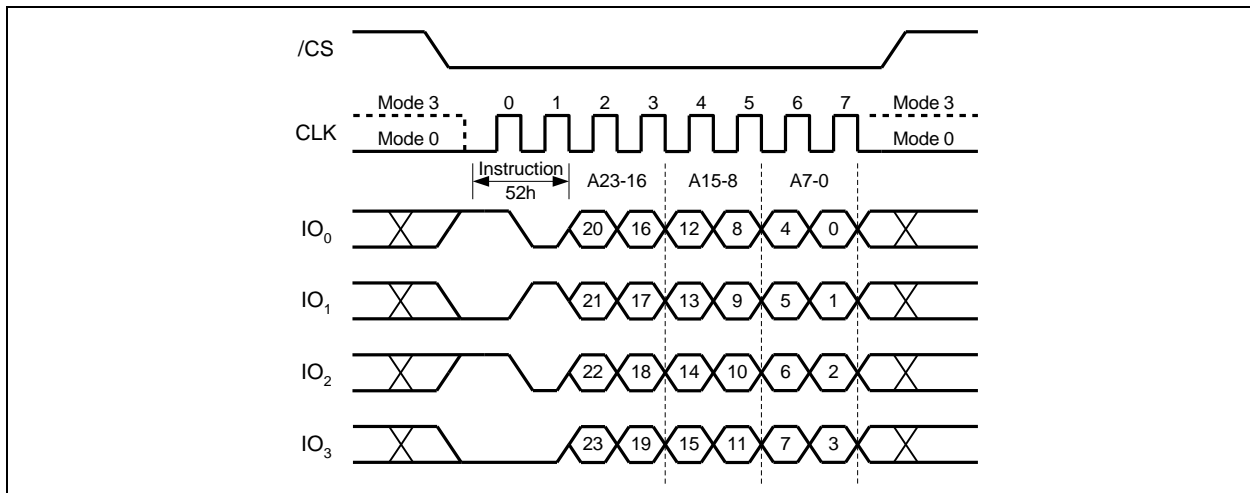 /CS
Mode 3 0 1 2 3 4 5 6 7 Mode 3
CLK
Mode 0 Mode 0
Instruction
52h
A23-16 A15-8 A7-0
IO0 20 16 12 8 4 0
IO1 21 17 13 9 5 1
IO2 22 18 14 10 6 2
IO3 23 19 15 11 7 3